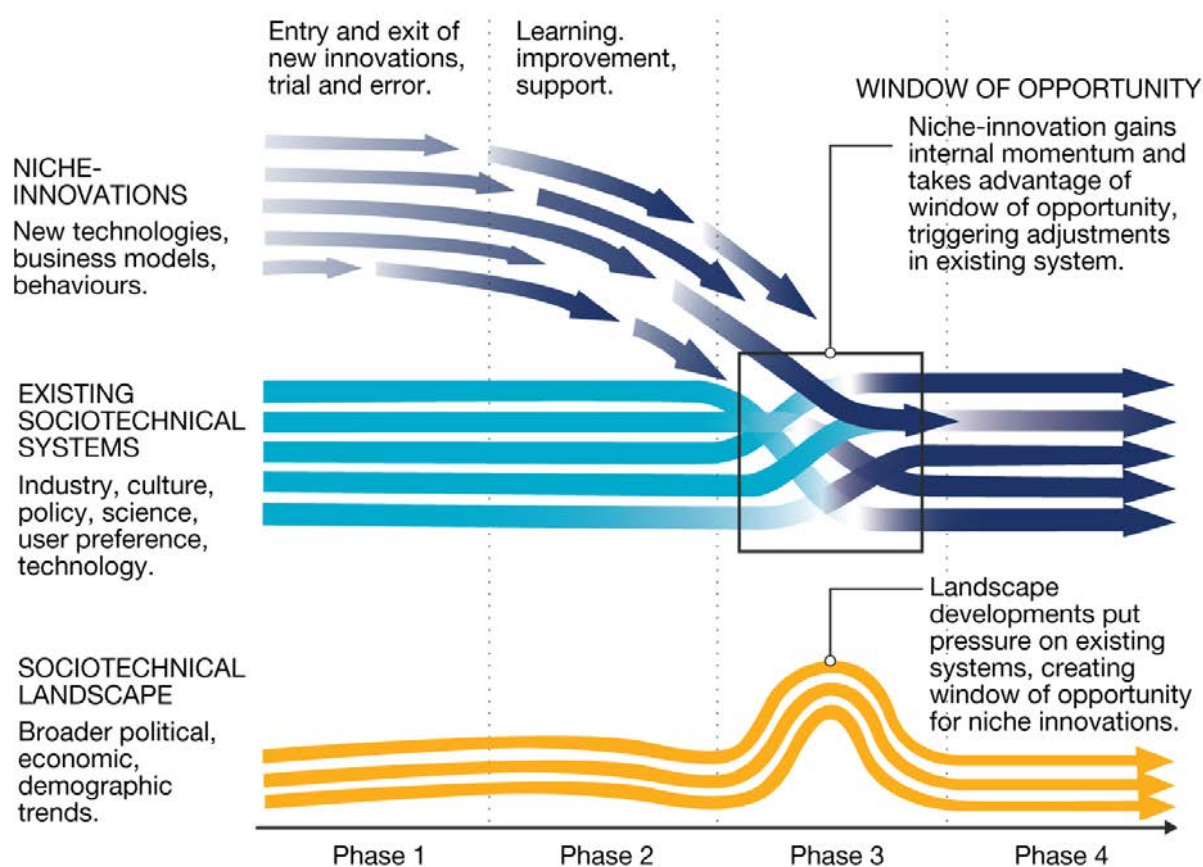 Entry and exit of
new innovations,
trial and error.
Learning.
improvement,
support.
WINDOW OF OPPORTUNITY
Niche-innovation gains
internal momentum and
takes advantage of
window of opportunity,
triggering adjustments
in existing system.
NICHE-
INNOVATIONS
New technologies,
business models,
behaviours.
EXISTING
SOCIOTECHNICAL
SYSTEMS
Industry, culture,
policy, science,
user preference,
technology.
Landscape
developments put
pressure on existing
systems, creating
window of opportunity
for niche innovations.
SOCIOTECHNICAL
LANDSCAPE
Broader political,
economic,
demographic
trends.
Phase 1
Phase 2
Phase 3
Phase 4